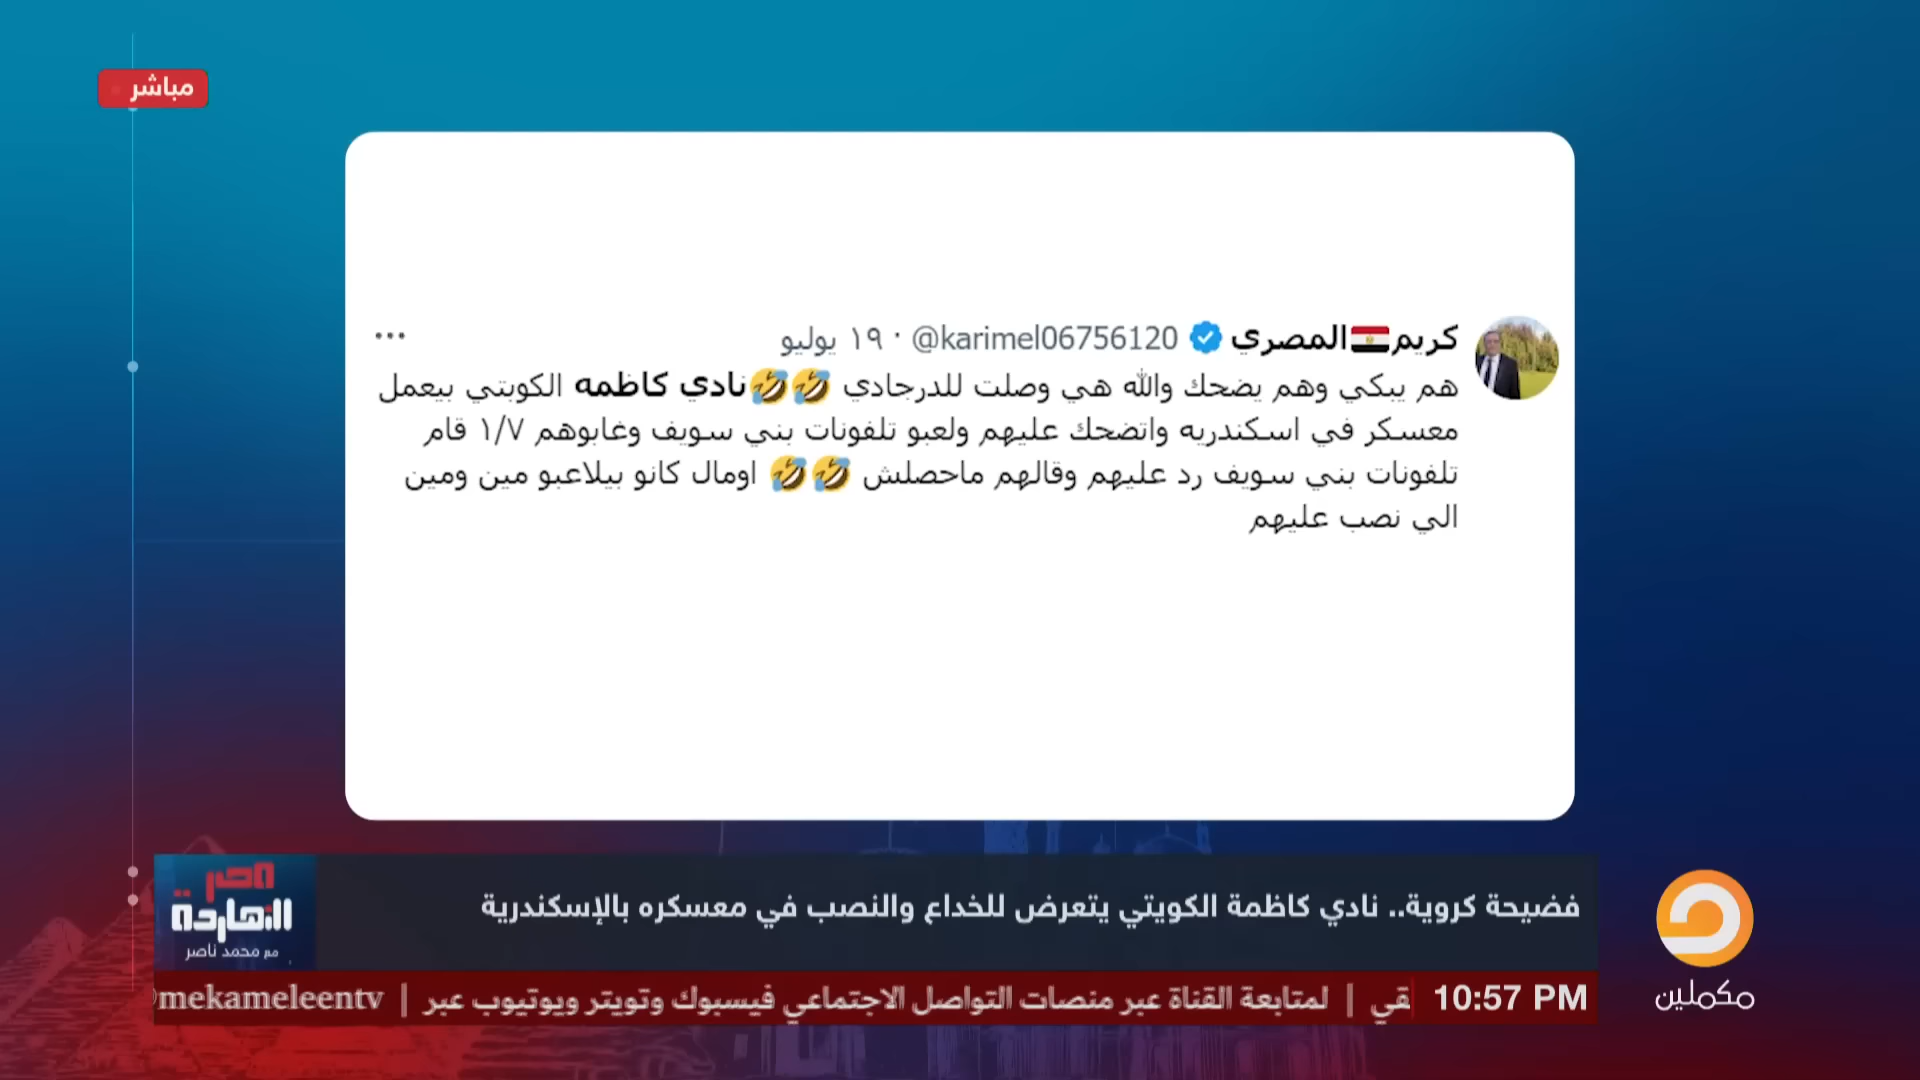 مباشر
كريم🇪🇬المصري @karimel06756120 · ١٩ يوليو
هم يبكي وهم يضحك والله هي وصلت للدرجادي 🤣🤣نادي كاظمه الكويتي بيعمل
معسكر في اسكندريه واتضحك عليهم ولعبو تلفونات بني سويف وغابوهم ١/٧ قام
تلفونات بني سويف رد عليهم وقالهم ماحصلش 🤣🤣 اومال كانو بيلاعبو مين ومين
الي نصب عليهم
فضيحة كروية.. نادي كاظمة الكويتي يتعرض للخداع والنصب في معسكره بالإسكندرية
مصر
النهاردة
مع محمد ناصر
10:57 PM
قي | لمتابعة القناة عبر منصات التواصل الاجتماعي فيسبوك وتويتر ويوتيوب عبر | mekameleentv
مكملين